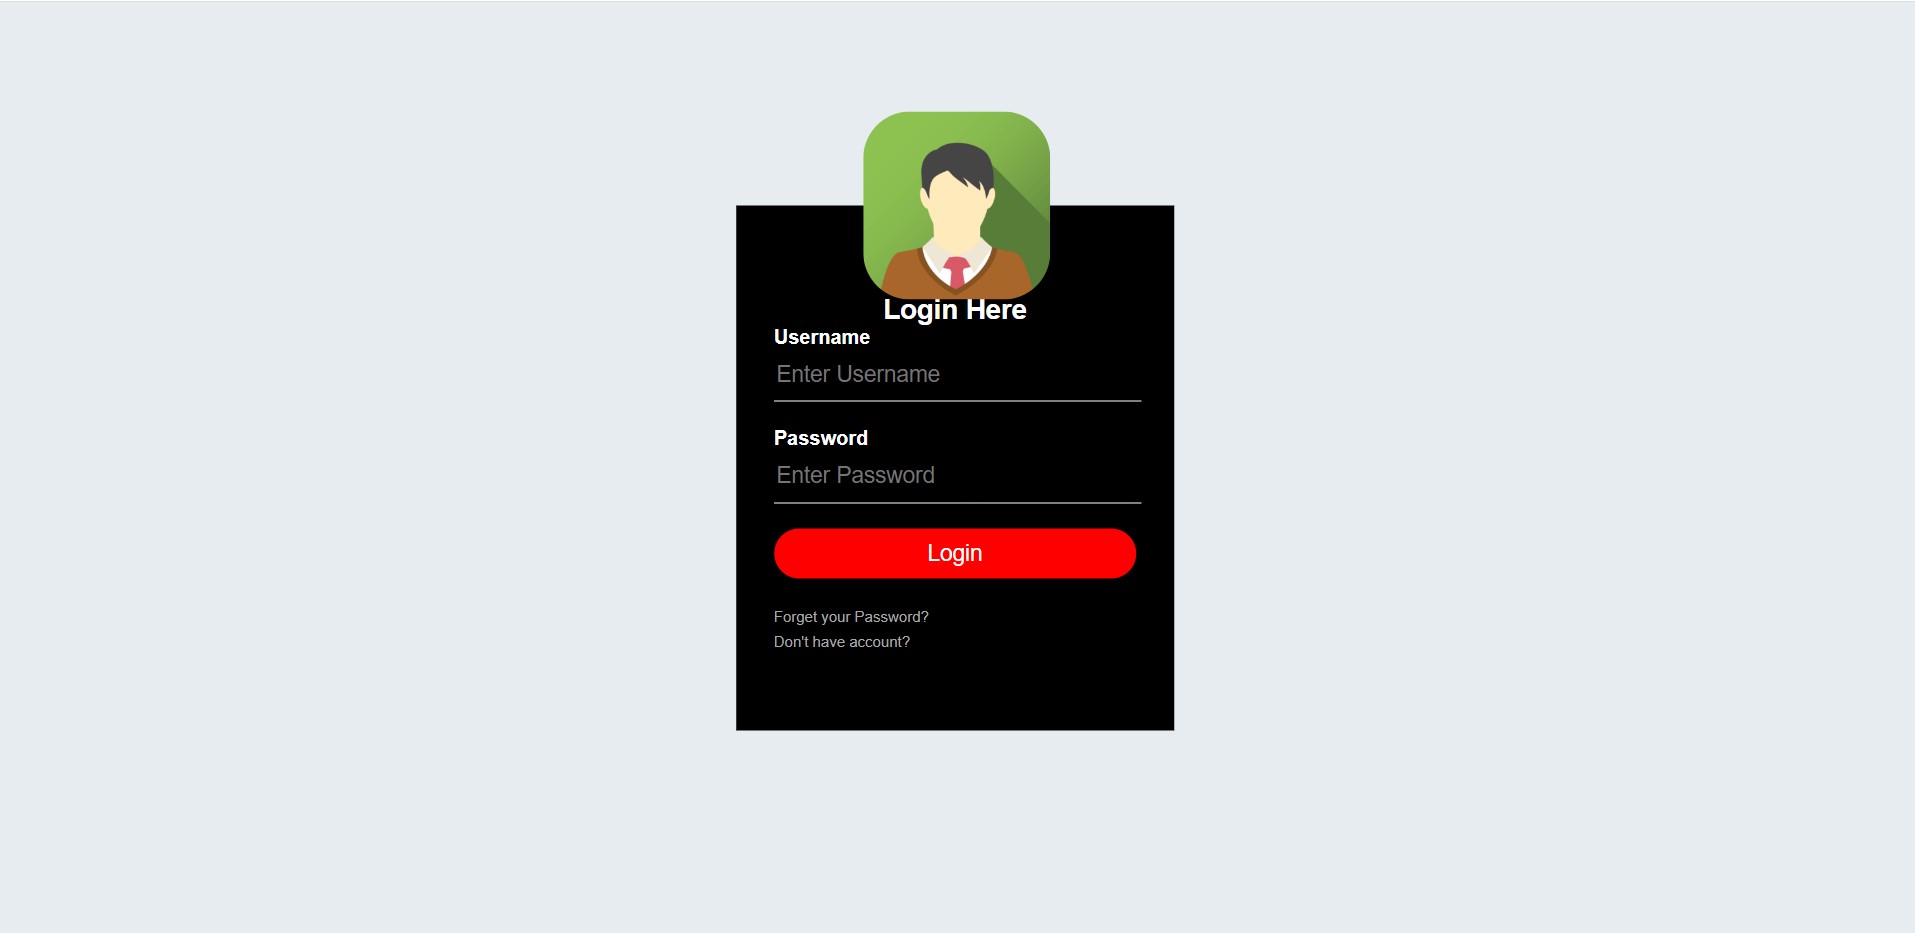 Login Here
Username
Enter Username
Password
Enter Password
Login
Forget your Password?
Don't have account?